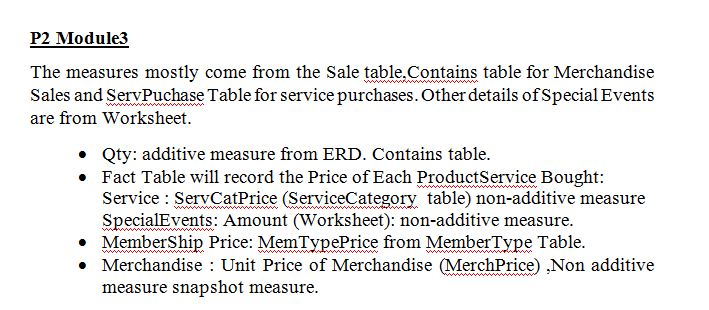 P2 Module3
The measures mostly come from the Sale table,Contains table for Merchandise
Sales and ServPuchase Table for service purchases. Other details of Special Events
are from Worksheet.
• Qty: additive measure from ERD. Contains table.
• Fact Table will record the Price of Each ProductService Bought:
Service : ServCatPrice (ServiceCategory table) non-additive measure
SpecialEvents: Amount (Worksheet): non-additive measure.
• MemberShip Price: MemTypePrice from MemberType Table.
• Merchandise : Unit Price of Merchandise (MerchPrice) ,Non additive
measure snapshot measure.